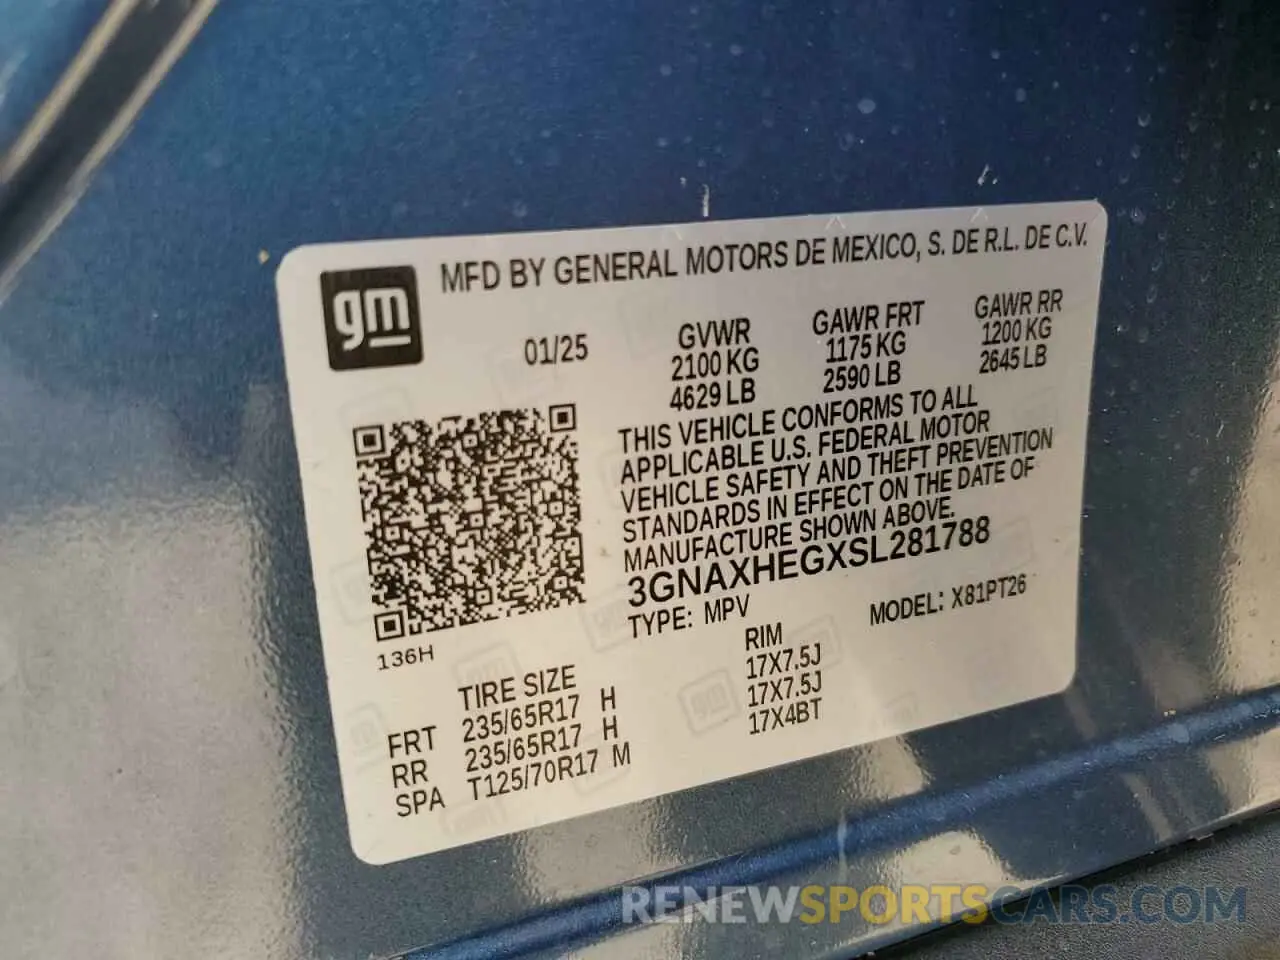 gm
MFD BY GENERAL MOTORS DE MEXICO, S. DE R.L. DE C.V.
01/25
GVWR
2100 KG
4629 LB
GAWR FRT
1175 KG
2590 LB
GAWR RR
1200 KG
2645 LB
THIS VEHICLE CONFORMS TO ALL
APPLICABLE U.S. FEDERAL MOTOR
VEHICLE SAFETY AND THEFT PREVENTION
STANDARDS IN EFFECT ON THE DATE OF
MANUFACTURE SHOWN ABOVE.
3GNAXHEGXSL281788
TYPE: MPV
MODEL: X81PT26
136H
TIRE SIZE RIM
FRT 235/65R17 H 17X7.5J
RR 235/65R17 H 17X7.5J
SPA T125/70R17 M 17X4BT
gm
RENEWSPORTSCARS.COM